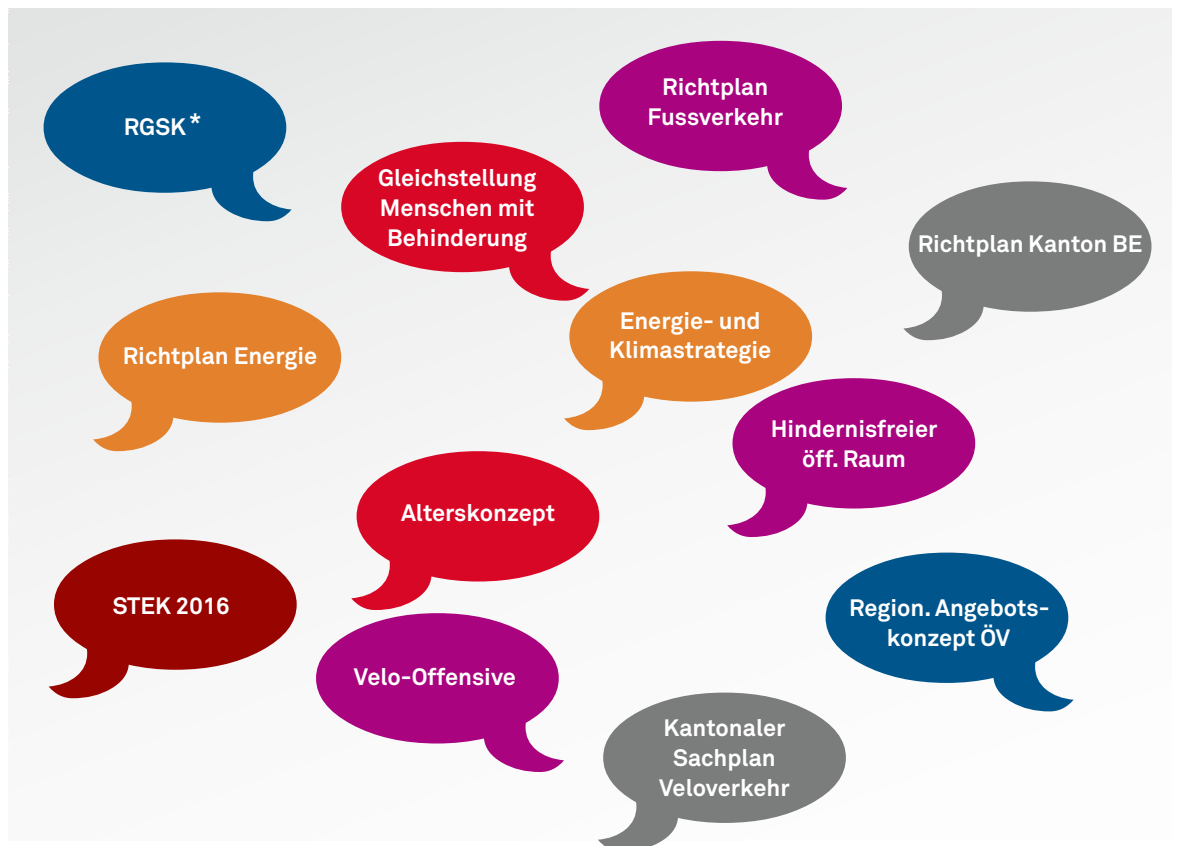 RGSK *
Richtplan
Fussverkehr
Gleichstellung
Menschen mit
Behinderung
Richtplan Kanton BE
Richtplan Energie
Energie- und
Klimastrategie
Hindernisfreier
öff. Raum
Alterskonzept
STEK 2016
Region. Angebots-
konzept ÖV
Velo-Offensive
Kantonaler
Sachplan
Veloverkehr